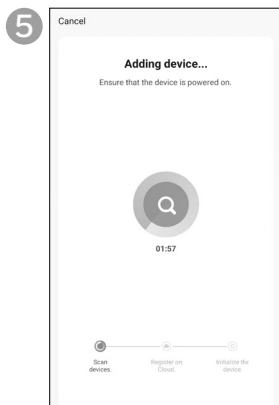 5
Cancel
Adding device...
Ensure that the device is powered on.
01:57
Scan
devices.
Register on
Cloud.
Initialize the
device.